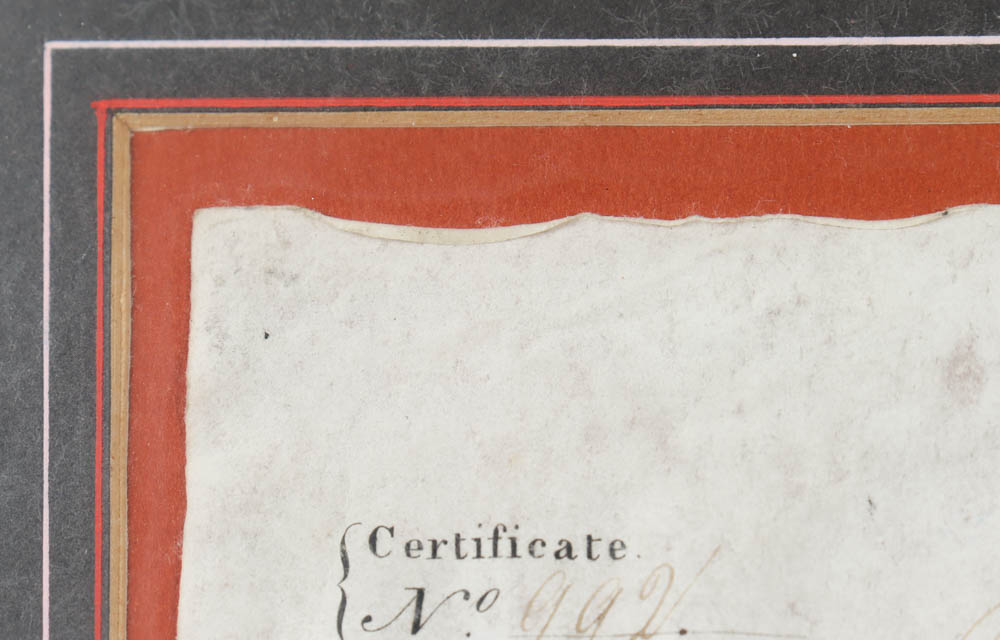 Certificate.
Nº. 992.